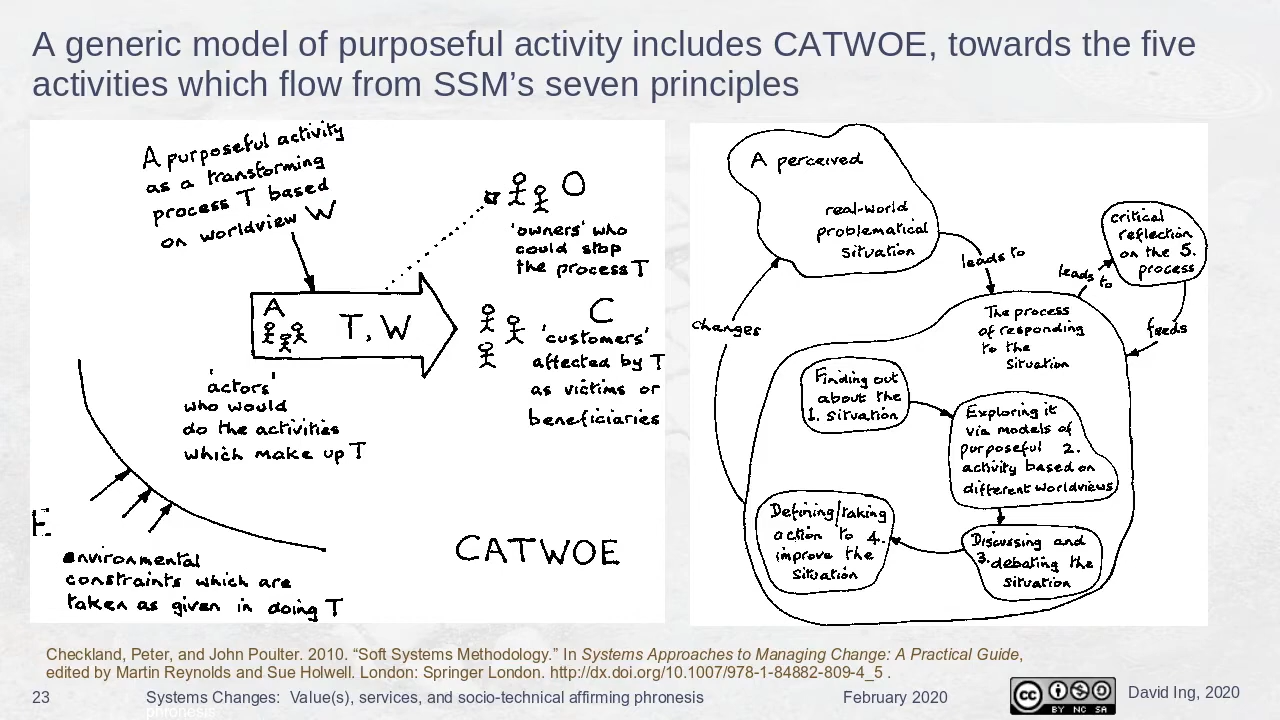 A generic model of purposeful activity includes CATWOE, towards the five
activities which flow from SSM's seven principles
A purposeful activity
as a transforming
process T based
on worldview W
O
'owners' who
could stop
the process T
A
T, W
C
'customers'
affected by T
as victims or
beneficiaries
'actors'
who would
do the activities
which make up T
E
environmental
constraints which are
taken as given in doing T
CATWOE
A perceived
real-world
problematical
situation
leads to
critical
reflection
on the 5.
process
leads
to
feeds
changes
The process
of responding
to the
situation
Finding out
about the
1. situation
Exploring it
via models of
purposeful 2.
activity based on
different worldviews
Discussing and
3. debating the
situation
Defining/taking
action to 4.
improve the
situation
Checkland, Peter, and John Poulter. 2010. “Soft Systems Methodology.” In Systems Approaches to Managing Change: A Practical Guide,
edited by Martin Reynolds and Sue Holwell. London: Springer London. http://dx.doi.org/10.1007/978-1-84882-809-4_5 .
23
Systems Changes: Value(s), services, and socio-technical affirming phronesis
phronesis
February 2020
cc
BY NC SA
David Ing, 2020